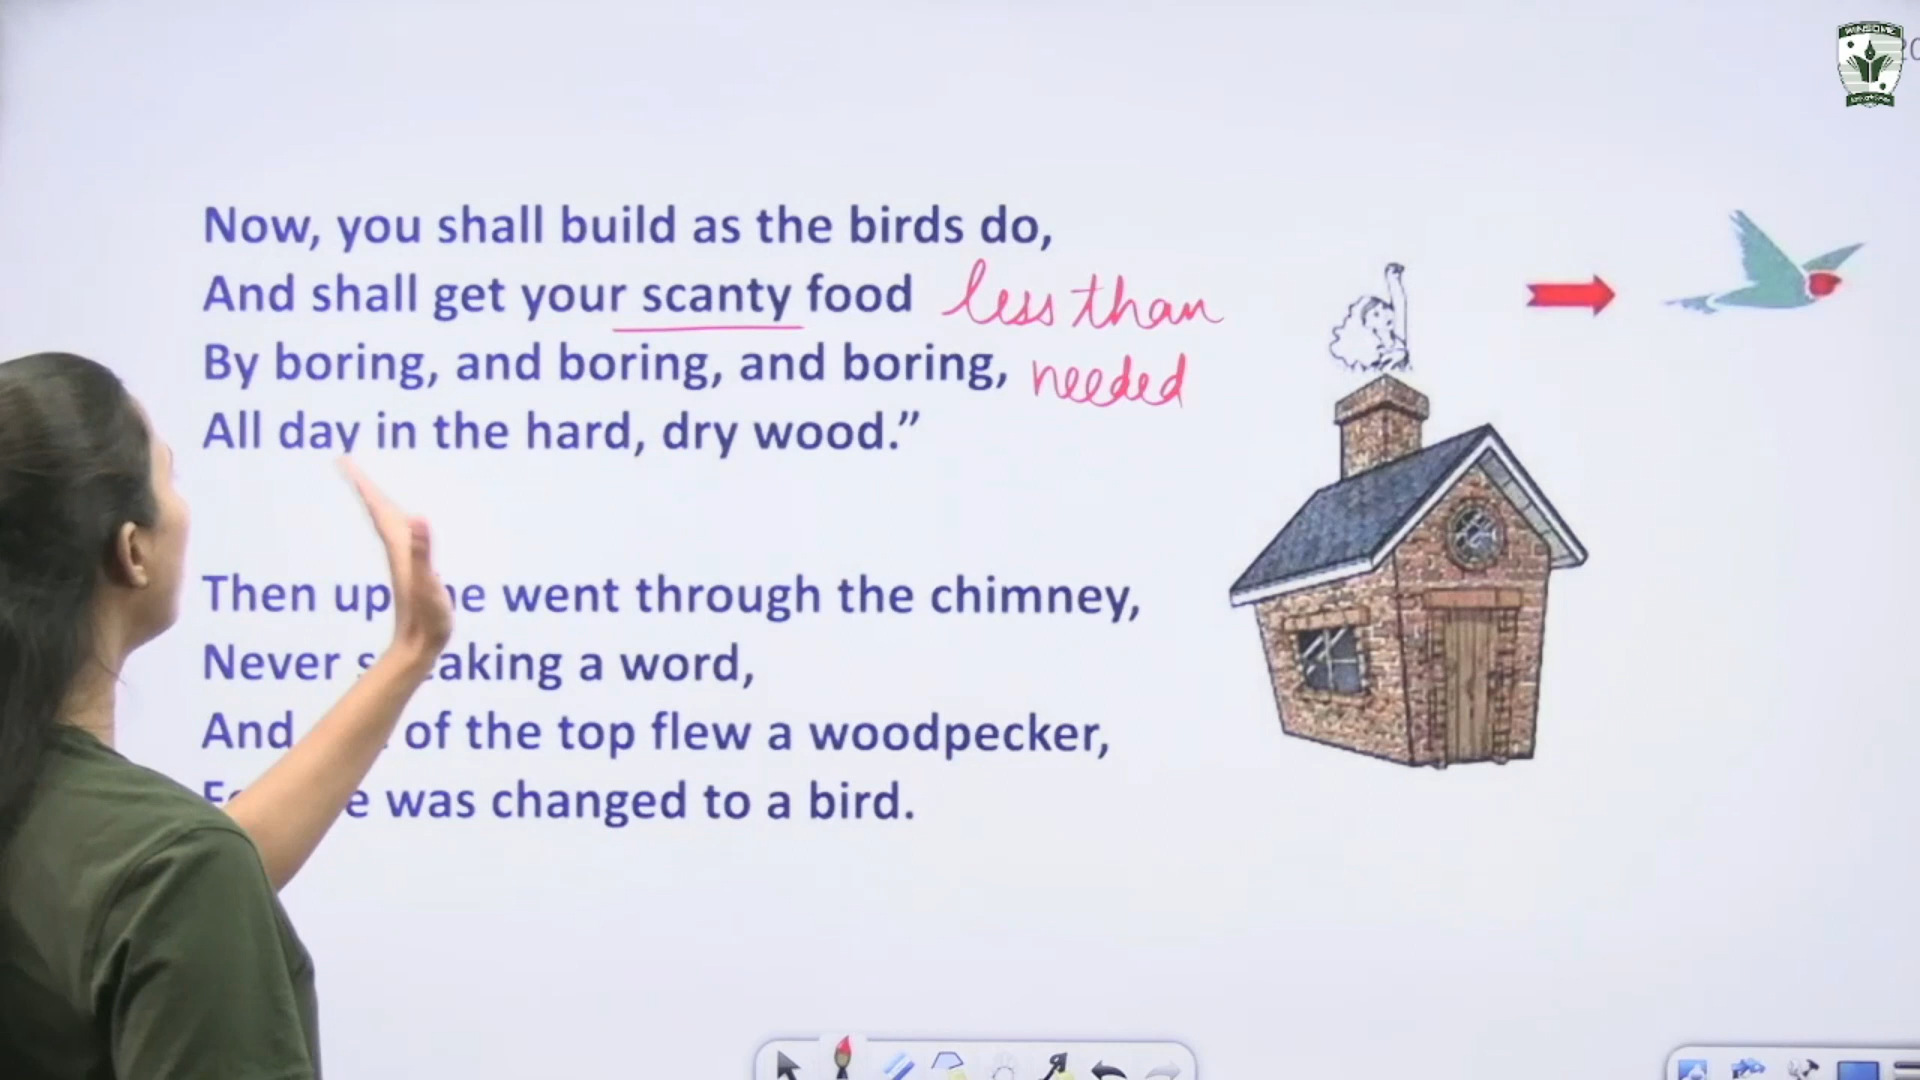 Now, you shall build as the birds do,
And shall get your scanty food less than
By boring, and boring, and boring, needed
All day in the hard, dry wood.”
Then up went through the chimney,
Never a word,
And of the top flew a woodpecker,
was changed to a bird.